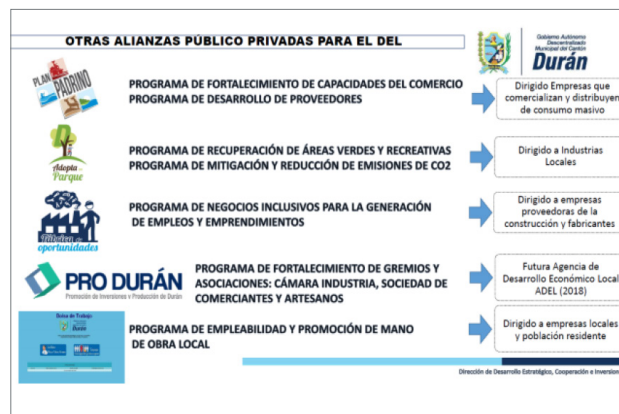 OTRAS ALIANZAS PÚBLICO PRIVADAS PARA EL DEL
Gobierno Autónomo
Descentralizado
Municipal del Cantón
Durán
PLAN
PADRINO
PROGRAMA DE FORTALECIMIENTO DE CAPACIDADES DEL COMERCIO
PROGRAMA DE DESARROLLO DE PROVEEDORES
Dirigido Empresas que
comercializan y distribuyen
de consumo masivo
Adopta un
Parque
PROGRAMA DE RECUPERACIÓN DE ÁREAS VERDES Y RECREATIVAS
PROGRAMA DE MITIGACIÓN Y REDUCCIÓN DE EMISIONES DE CO2
Dirigido a Industrias
Locales
Fábrica de
oportunidades
PROGRAMA DE NEGOCIOS INCLUSIVOS PARA LA GENERACIÓN
DE EMPLEOS Y EMPRENDIMIENTOS
Dirigido a empresas
proveedoras de la
construcción y fabricantes
PRO DURÁN
Promoción de Inversiones y Producción de Durán
PROGRAMA DE FORTALECIMIENTO DE GREMIOS Y
ASOCIACIONES: CÁMARA INDUSTRIA, SOCIEDAD DE
COMERCIANTES Y ARTESANOS
Futura Agencia de
Desarrollo Económico Local
ADEL (2018)
Bolsa de Trabajo
PROGRAMA DE EMPLEABILIDAD Y PROMOCIÓN DE MANO
DE OBRA LOCAL
Dirigido a empresas locales
y población residente
Dirección de Desarrollo Estratégico, Cooperación e Inversion